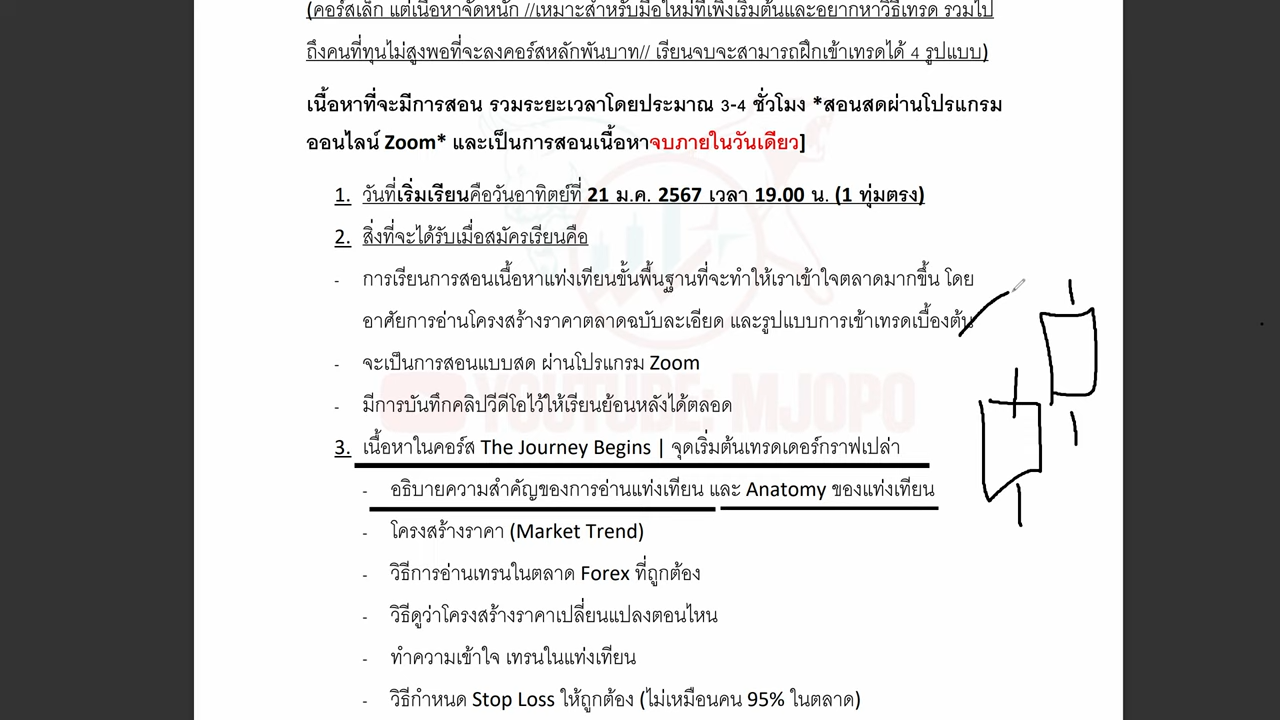 (คอร์สเล็ก แต่เนื้อหาจัดหนัก //เหมาะสำหรับมือใหม่ที่เพิ่งเริ่มต้นและอยากหาวิธีเทรด รวมไป
ถึงคนที่ทุนไม่สูงพอที่จะลงคอร์สหลักพันบาท// เรียนจบจะสามารถฝึกเข้าเทรดได้ 4 รูปแบบ)
เนื้อหาที่จะมีการสอน รวมระยะเวลาโดยประมาณ 3-4 ชั่วโมง *สอนสดผ่านโปรแกรม
ออนไลน์ Zoom* และเป็นการสอนเนื้อหาจบภายในวันเดียว]
1. วันที่เริ่มเรียนคือวันอาทิตย์ที่ 21 ม.ค. 2567 เวลา 19.00 น. (1 ทุ่มตรง)
2. สิ่งที่จะได้รับเมื่อสมัครเรียนคือ
- การเรียนการสอนเนื้อหาแท่งเทียนขั้นพื้นฐานที่จะทำให้เราเข้าใจตลาดมากขึ้น โดย
อาศัยการอ่านโครงสร้างราคาตลาดฉบับละเอียด และรูปแบบการเข้าเทรดเบื้องต้น
- จะเป็นการสอนแบบสด ผ่านโปรแกรม Zoom
YOUTUBE: MJOPO
- มีการบันทึกคลิปวีดีโอไว้ให้เรียนย้อนหลังได้ตลอด
3. เนื้อหาในคอร์ส The Journey Begins | จุดเริ่มต้นเทรดเดอร์กราฟเปล่า
- อธิบายความสำคัญของการอ่านแท่งเทียน และ Anatomy ของแท่งเทียน
- โครงสร้างราคา (Market Trend)
- วิธีการอ่านเทรนในตลาด Forex ที่ถูกต้อง
- วิธีดูว่าโครงสร้างราคาเปลี่ยนแปลงตอนไหน
- ทำความเข้าใจ เทรนในแท่งเทียน
- วิธีกำหนด Stop Loss ให้ถูกต้อง (ไม่เหมือนคน 95% ในตลาด)